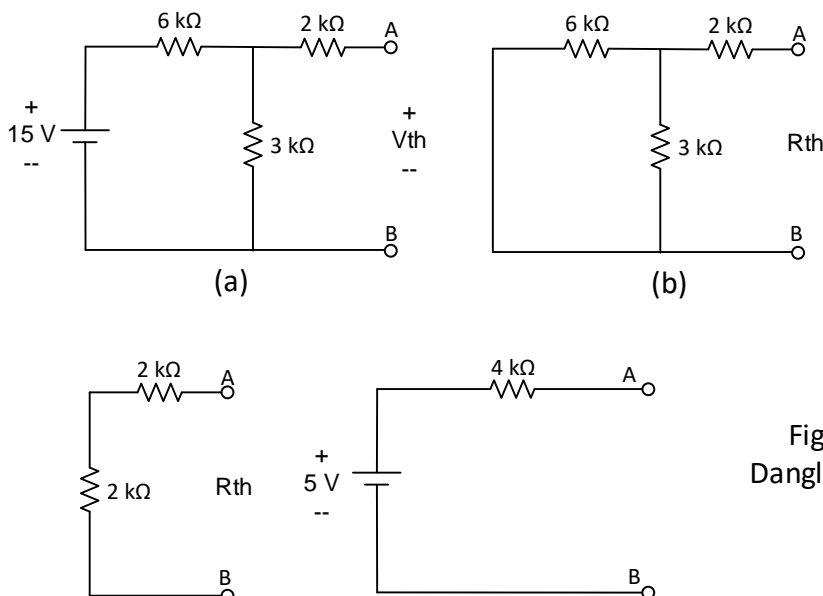 6 kΩ
2 kΩ
A
+
15 V
--
3 kΩ
+
Vth
--
B
(a)
6 kΩ
2 kΩ
A
3 kΩ
Rth
B
(b)
2 kΩ
A
2 kΩ
Rth
B
4 kΩ
A
+
5 V
--
B
Fig
Dangl